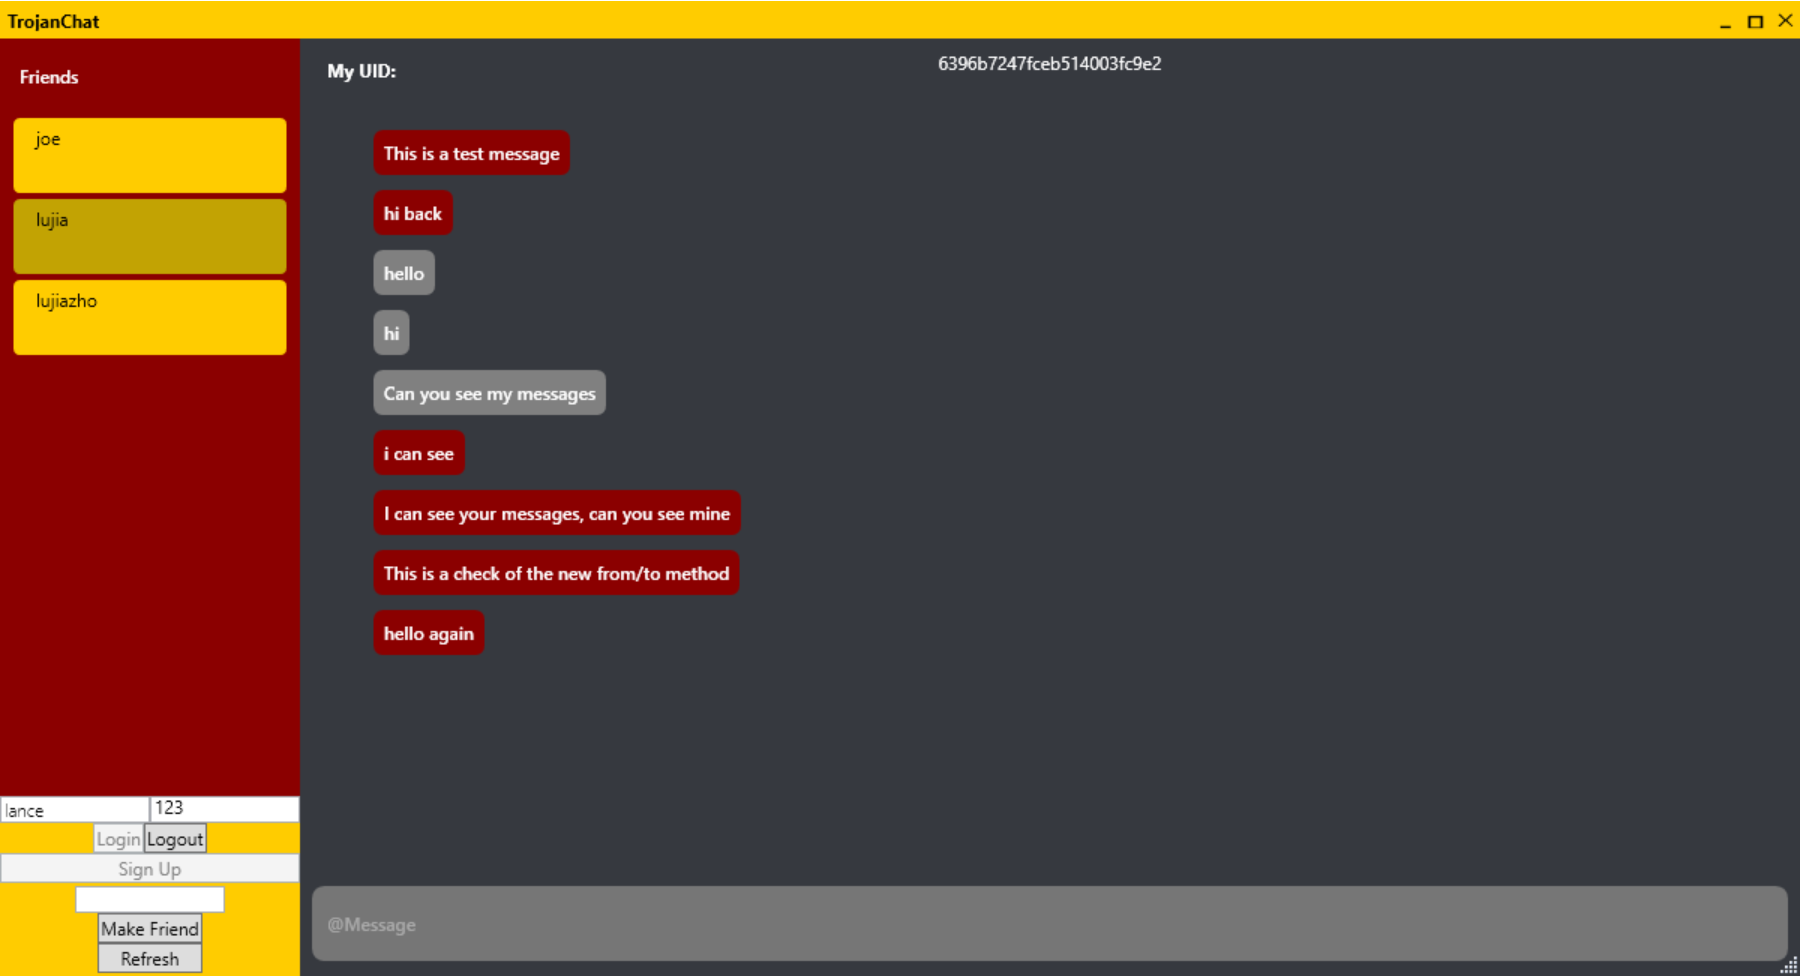 TrojanChat
Friends
joe
lujia
lujiazho
lance
123
Login
Logout
Sign Up
Make Friend
Refresh
My UID:
6396b7247fceb514003fc9e2
This is a test message
hi back
hello
hi
Can you see my messages
i can see
I can see your messages, can you see mine
This is a check of the new from/to method
hello again
@Message